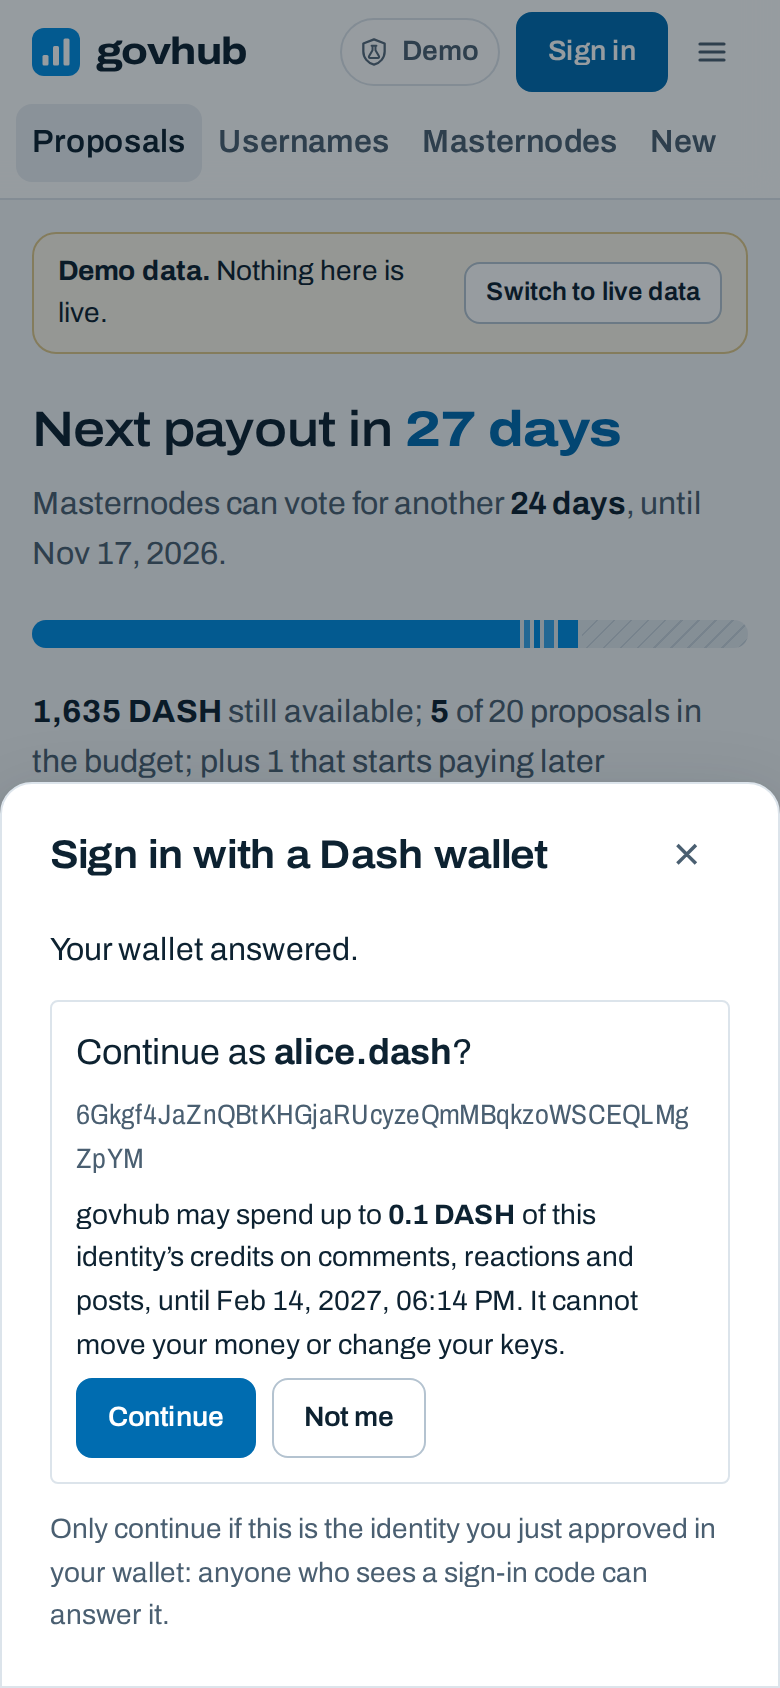 govhub
Demo
Sign in
Proposals
Usernames
Masternodes
New
Demo data. Nothing here is
live.
Switch to live data
Next payout in 27 days
Masternodes can vote for another 24 days, until
Nov 17, 2026.
1,635 DASH still available; 5 of 20 proposals in
the budget; plus 1 that starts paying later
Sign in with a Dash wallet
Your wallet answered.
Continue as alice.dash?
6Gkgf4JaZnQBtKHGjaRUcyzeQmMBqkzoWSCEQLMg
ZpYM
govhub may spend up to 0.1 DASH of this
identity’s credits on comments, reactions and
posts, until Feb 14, 2027, 06:14 PM. It cannot
move your money or change your keys.
Continue
Not me
Only continue if this is the identity you just approved in
your wallet: anyone who sees a sign-in code can
answer it.